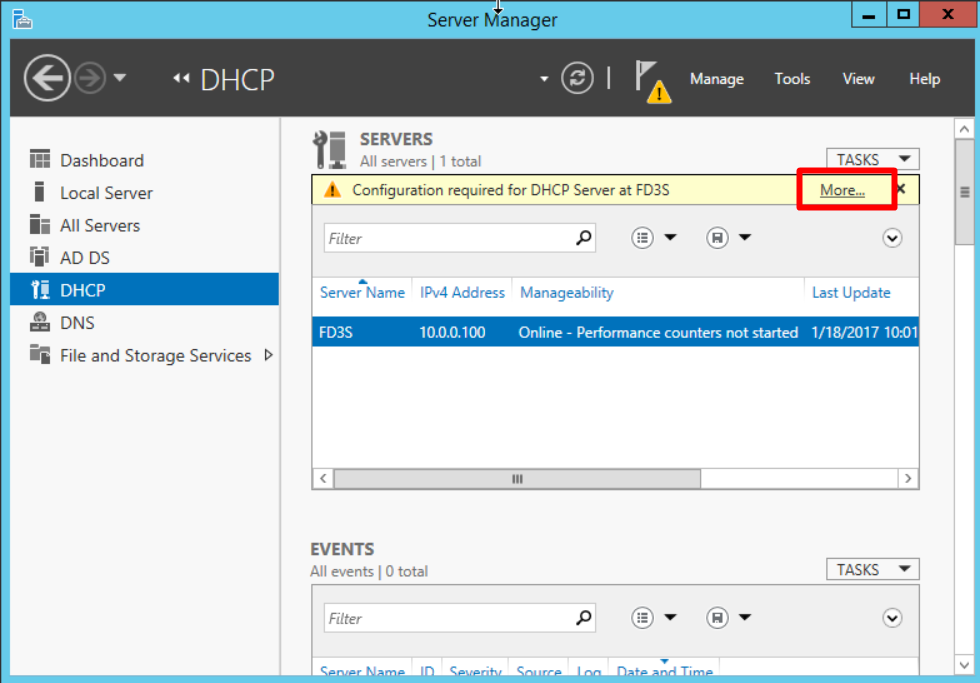 Server Manager
DHCP
Manage Tools View Help
Dashboard
Local Server
All Servers
AD DS
DHCP
DNS
File and Storage Services
SERVERS
All servers | 1 total
TASKS
Configuration required for DHCP Server at FD3S More... x
Filter
Server Name IPv4 Address Manageability Last Update
FD3S 10.0.0.100 Online - Performance counters not started 1/18/2017 10:01
EVENTS
All events | 0 total
TASKS
Filter
Server Name ID Severity Source Log Date and Time